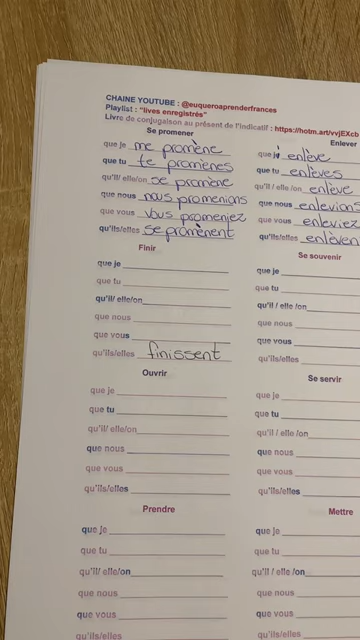 CHAINE YOUTUBE : @euqueroaprenderfrances
Playlist : "lives enregistrés"
Livre de conjugaison au présent de l'indicatif : https://hotm.art/vvjEXcb
Se promener
que je me promène
que tu te promènes
qu'il/ elle/on se promène
que nous nous promenions
que vous vous promeniez
qu'ils/elles se promènent
Finir
que je
que tu
qu'il/ elle/on
que nous
que vous
qu'ils/elles finissent
Ouvrir
que je
que tu
qu'il/ elle/on
que nous
que vous
qu'ils/elles
Prendre
que je
que tu
qu'il/ elle/on
que nous
que vous
qu'ils/elles
Enlever
que j' enlève
que tu enlèves
qu'il / elle /on enlève
que nous enlevions
que vous enleviez
qu'ils/elles enlèven
Se souvenir
que je
que tu
qu'il / elle /on
que nous
que vous
qu'ils/elles
Se servir
que je
que tu
qu'il / elle /on
que nous
que vous
qu'ils/elles
Mettre
que je
que tu
qu'il / elle /on
que nous
que vous
qu'ils/elles